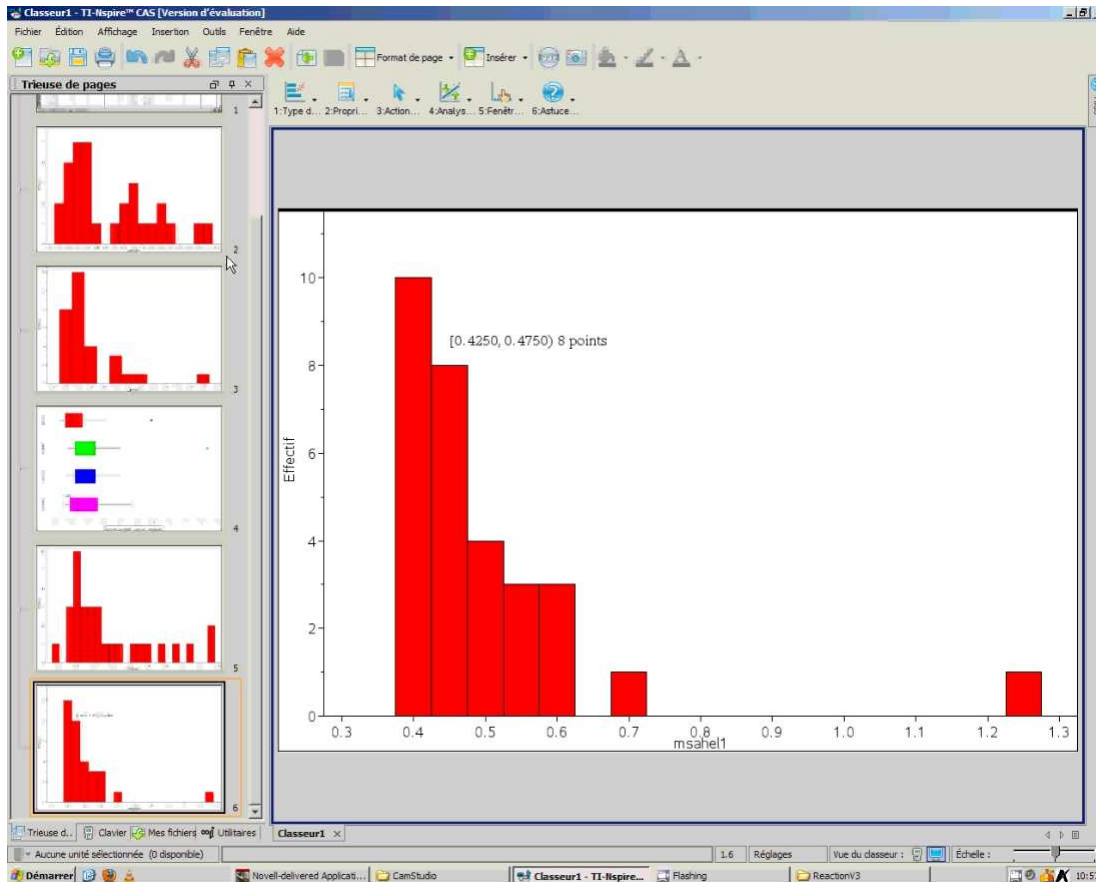 Classeur1 - TI-Nspire™ CAS [Version d'évaluation]
Fichier Édition Affichage Insertion Outils Fenêtre Aide
Format de page Insérer
Trieuse de pages
1:Type d... 2:Propri... 3:Action... 4:Analys... 5:Fenêtr... 6:Astuce...
1
2
3
4
5
6
10
8
6
4
2
0
Effectif
[0.4250, 0.4750) 8 points
0.3 0.4 0.5 0.6 0.7 0.8 0.9 1.0 1.1 1.2 1.3
msahel1
Trieuse d... Clavier Mes fichiers Utilitaires
Classeur1
Aucune unité sélectionnée (0 disponible)
1.6 Réglages Vue du classeur : Échelle :
Démarrer Novell-delivered Applicati... CamStudio Classeur1 - TI-Nspire... Flashing ReactionV3